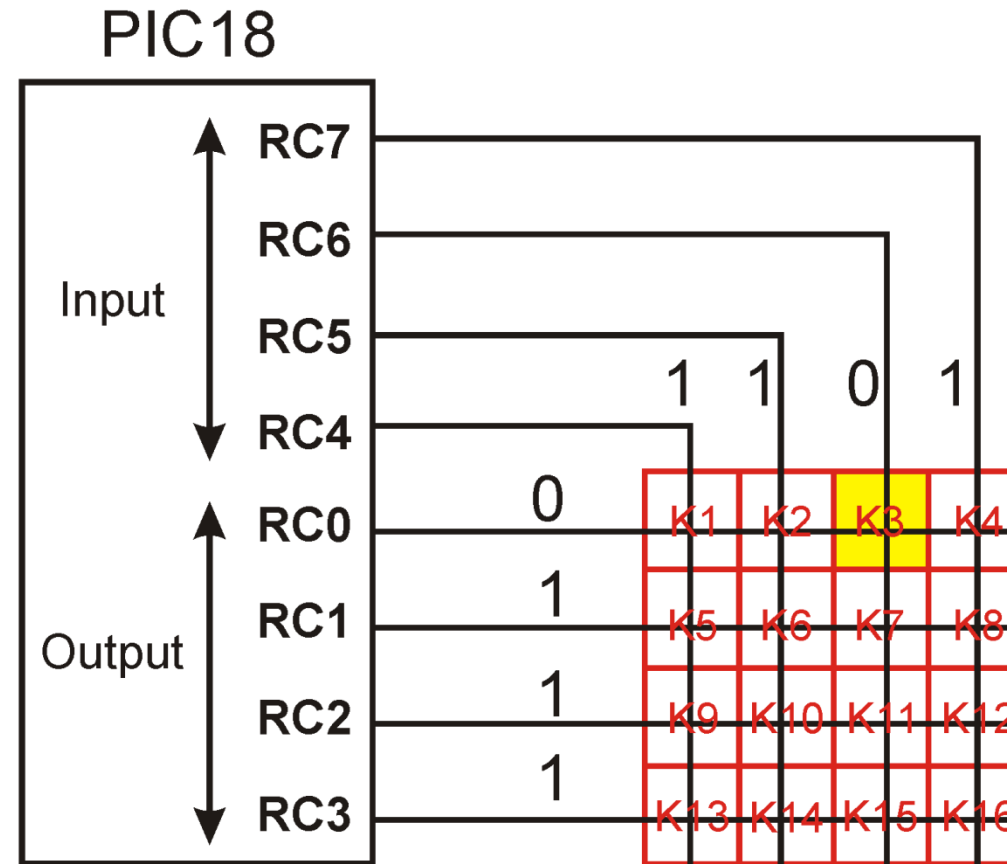 PIC18
RC7
RC6
Input
RC5
1 1 0 1
RC4
0
RC0
K1 K2 K3 K4
1
RC1
K5 K6 K7 K8
Output
1
RC2
K9 K10 K11 K12
1
RC3
K13 K14 K15 K16